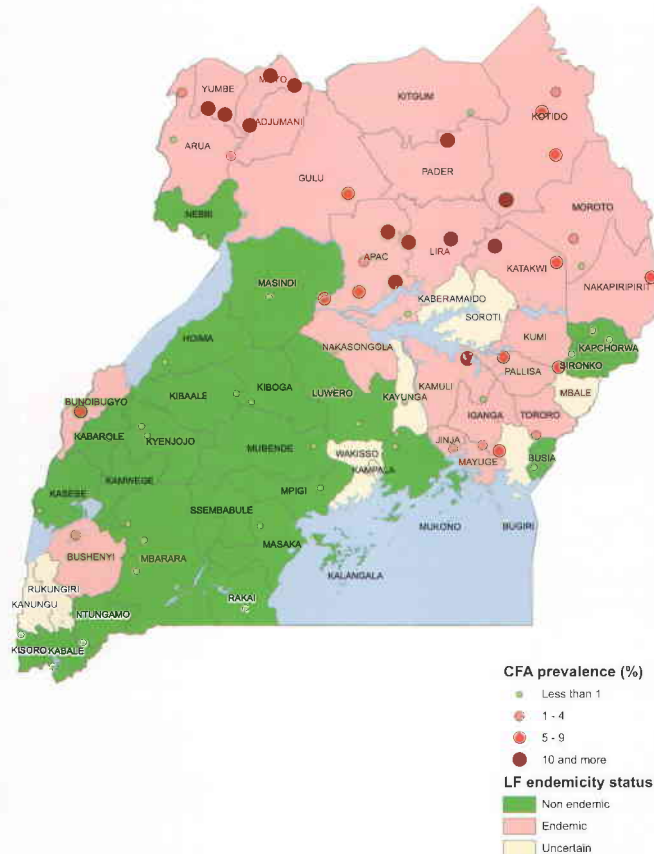 MOYO
YUMBE
KITGUM
ADJUMANI
KOTIDO
ARUA
PADER
GULU
NEBBI
MOROTO
APAC
LIRA
KATAKWI
MASINDI
NAKAPIRIPIRIT
KABERAMAIDO
SOROTI
HOIMA
NAKASONGOLA
KUMI
KAPCHORWA
SIRONKO
PALLISA
KAMULI
KIBOGA
LUWERO
KAYUNGA
KIBAALE
BUNDIBUGYO
MBALE
IGANGA
TORORO
KABAROLE
KYENJOJO
MUBENDE
JINJA
WAKISSO
BUSIA
MAYUGE
KAMPALA
KAMWEGE
KASESE
MPIGI
SSEMBABULE
MUKONO
BUGIRI
MASAKA
BUSHENYI
MBARARA
KALANGALA
RUKUNGIRI
KANUNGU
RAKAI
NTUNGAMO
KISORO
KABALE
CFA prevalence (%)
Less than 1
1 - 4
5 - 9
10 and more
LF endemicity status
Non endemic
Endemic
Uncertain